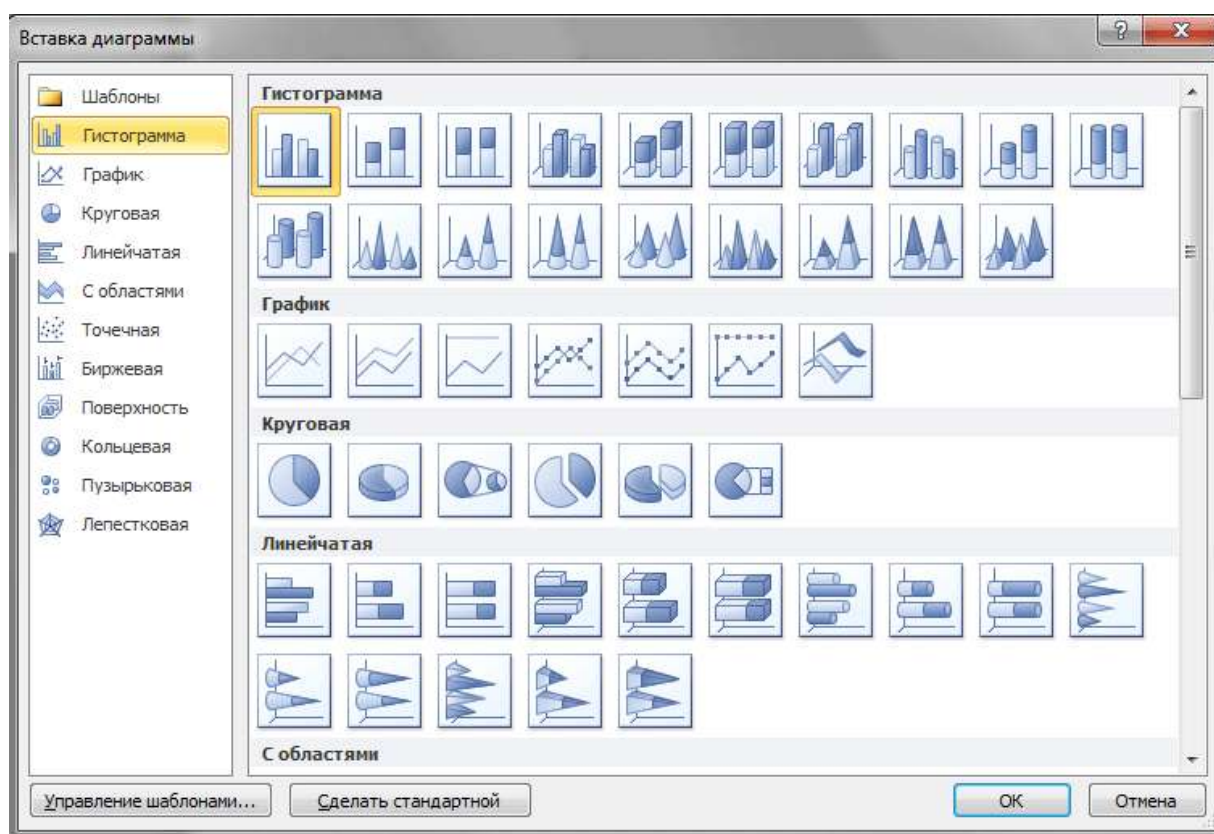 Вставка диаграммы
Шаблоны
Гистограмма
График
Круговая
Линейчатая
С областями
Точечная
Биржевая
Поверхность
Кольцевая
Пузырьковая
Лепестковая
Гистограмма
График
Круговая
Линейчатая
С областями
Управление шаблонами...
Сделать стандартной
ОК
Отмена